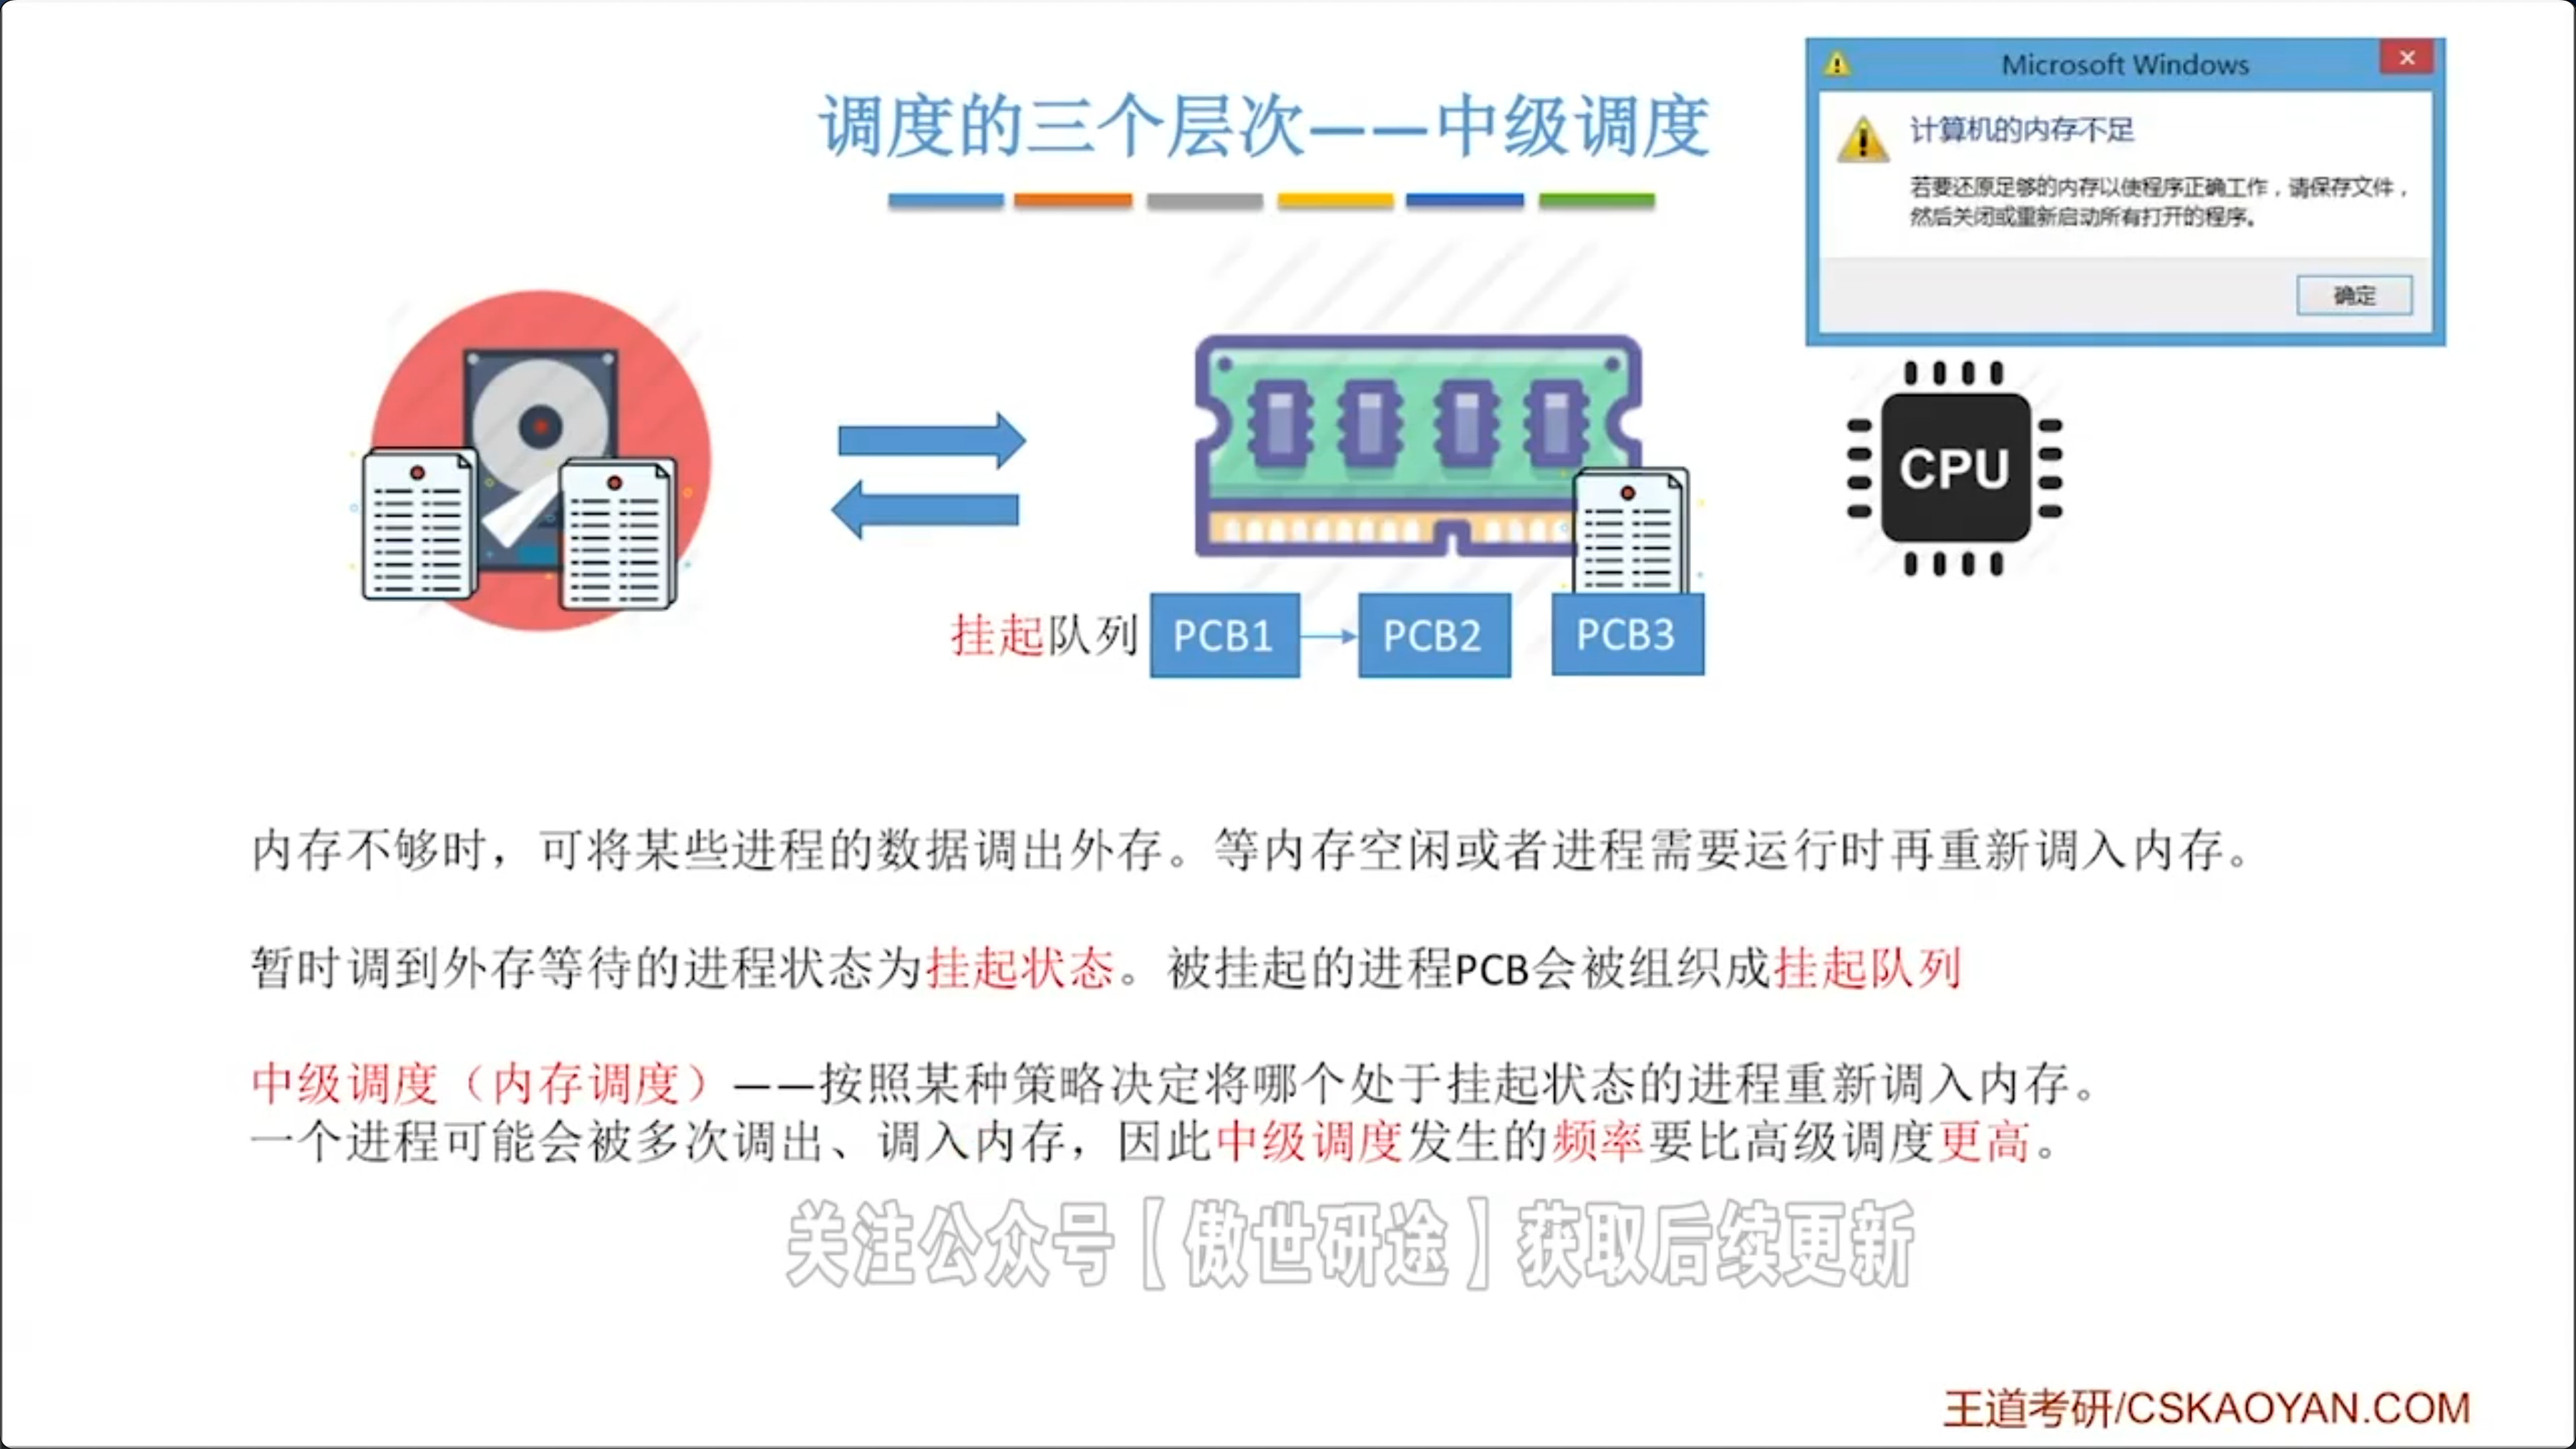 调度的三个层次——中级调度
Microsoft Windows
计算机的内存不足
若要还原足够的内存以使程序正确工作，请保存文件，
然后关闭或重新启动所有打开的程序。
确定
CPU
挂起队列
PCB1
PCB2
PCB3
内存不够时，可将某些进程的数据调出外存。等内存空闲或者进程需要运行时再重新调入内存。
暂时调到外存等待的进程状态为挂起状态。被挂起的进程PCB会被组织成挂起队列
中级调度（内存调度）——按照某种策略决定将哪个处于挂起状态的进程重新调入内存。
一个进程可能会被多次调出、调入内存，因此中级调度发生的频率要比高级调度更高。
关注公众号【傲世研途】获取后续更新
王道考研/CSKAOYAN.COM